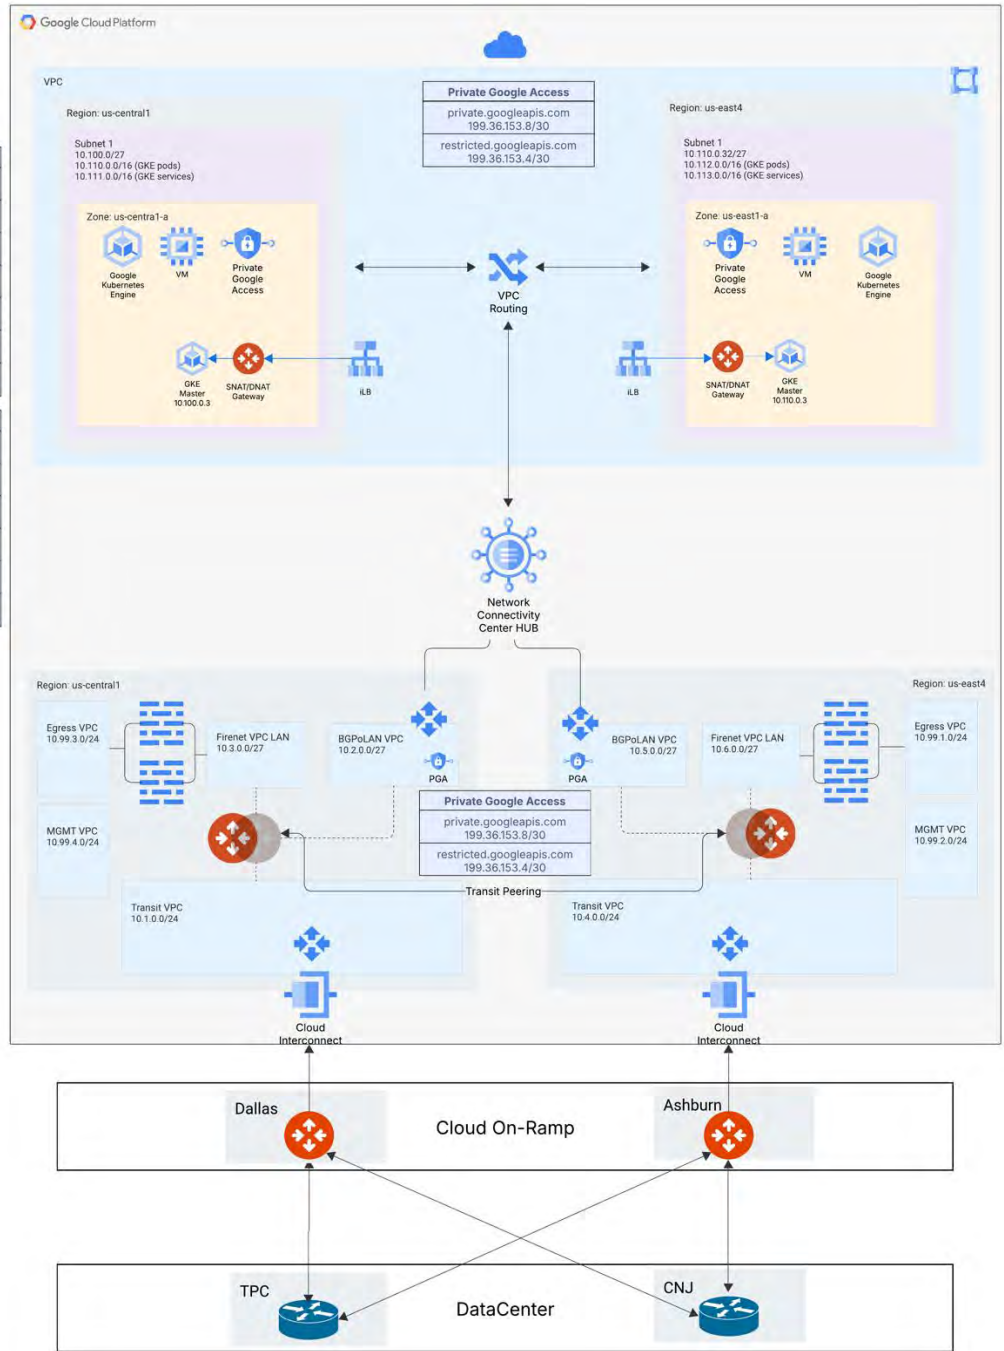 Google Cloud Platform
VPC
Private Google Access
private.googleapis.com
199.36.153.8/30
restricted.googleapis.com
199.36.153.4/30
Region: us-central1
Subnet 1
10.100.0/27
10.110.0.0/16 (GKE pods)
10.111.0.0/16 (GKE services)
Zone: us-centra1-a
Google
Kubernetes
Engine
VM
Private
Google
Access
GKE
Master
10.100.0.3
SNAT/DNAT
Gateway
iLB
VPC
Routing
Region: us-east4
Subnet 1
10.110.0.32/27
10.112.0.0/16 (GKE pods)
10.113.0.0/16 (GKE services)
Zone: us-east1-a
Private
Google
Access
VM
Google
Kubernetes
Engine
iLB
SNAT/DNAT
Gateway
GKE
Master
10.110.0.3
Network
Connectivity
Center HUB
Region: us-central1
Egress VPC
10.99.3.0/24
Firenet VPC LAN
10.3.0.0/27
BGPoLAN VPC
10.2.0.0/27
PGA
MGMT VPC
10.99.4.0/24
Transit VPC
10.1.0.0/24
Private Google Access
private.googleapis.com
199.36.153.8/30
restricted.googleapis.com
199.36.153.4/30
Transit Peering
Region: us-east4
PGA
BGPoLAN VPC
10.5.0.0/27
Firenet VPC LAN
10.6.0.0/27
Egress VPC
10.99.1.0/24
MGMT VPC
10.99.2.0/24
Transit VPC
10.4.0.0/24
Cloud
Interconnect
Cloud
Interconnect
Dallas
Cloud On-Ramp
Ashburn
TPC
DataCenter
CNJ